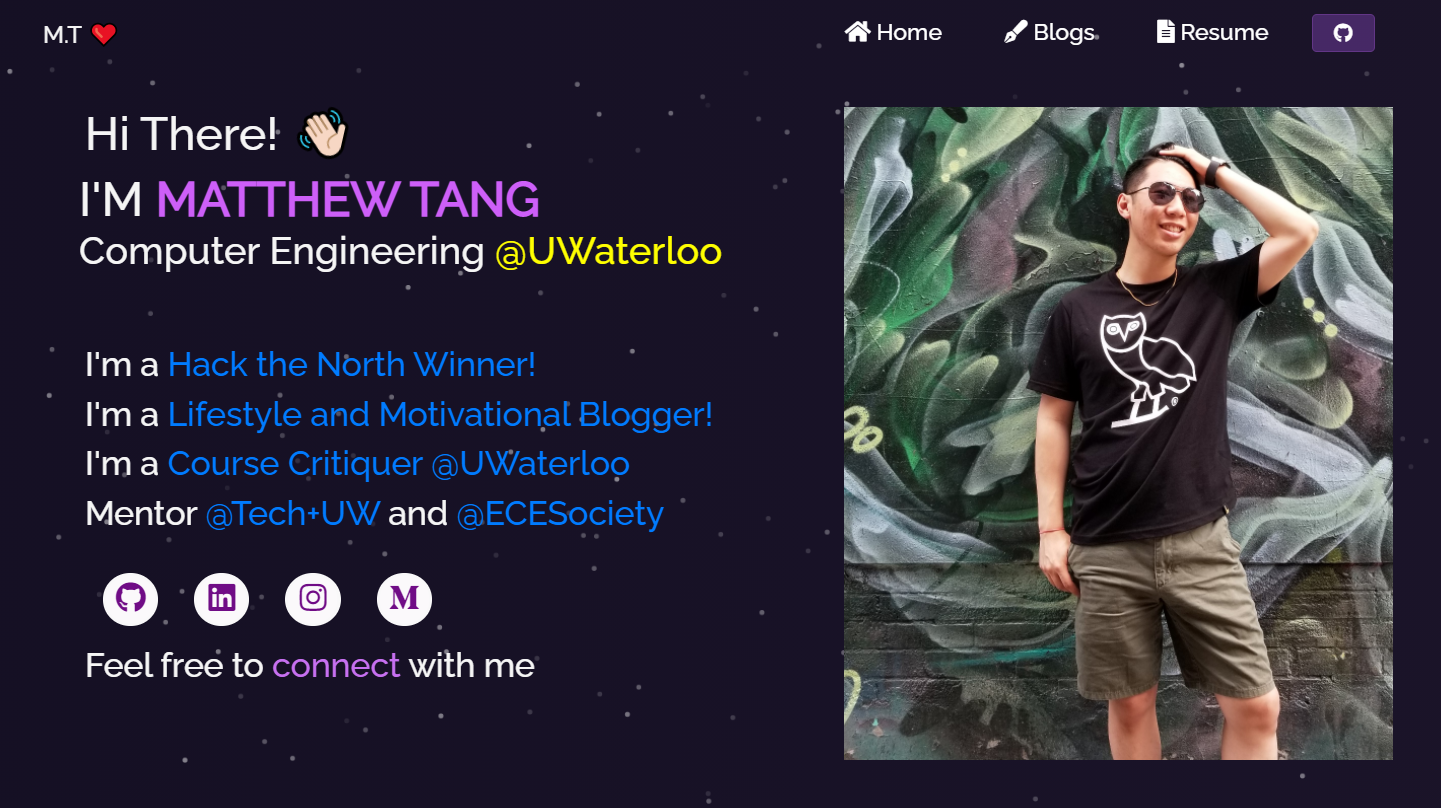 M.T
Home
Blogs
Resume
Hi There!
I'M MATTHEW TANG
Computer Engineering @UWaterloo
I'm a Hack the North Winner!
I'm a Lifestyle and Motivational Blogger!
I'm a Course Critiquer @UWaterloo
Mentor @Tech+UW and @ECESociety
Feel free to connect with me